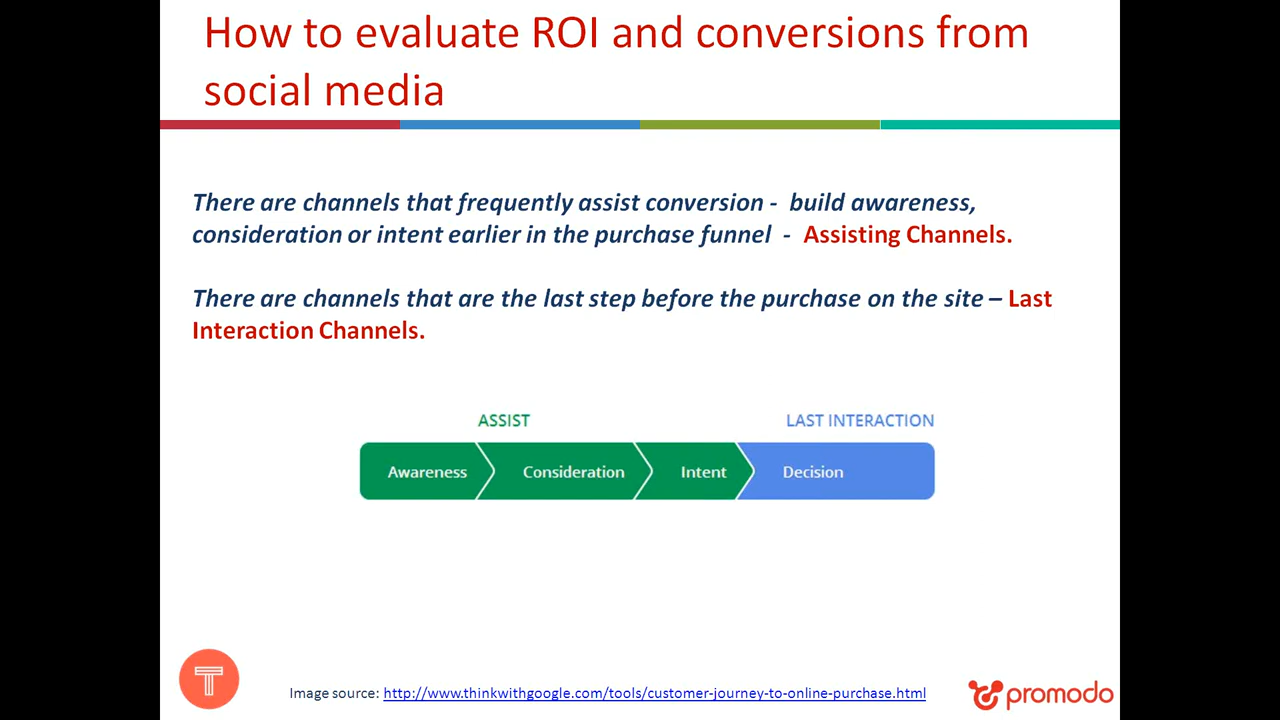 How to evaluate ROI and conversions from
social media
There are channels that frequently assist conversion - build awareness,
consideration or intent earlier in the purchase funnel - Assisting Channels.
There are channels that are the last step before the purchase on the site – Last
Interaction Channels.
ASSIST
LAST INTERACTION
Awareness
Consideration
Intent
Decision
T
Image source: http://www.thinkwithgoogle.com/tools/customer-journey-to-online-purchase.html
promodo